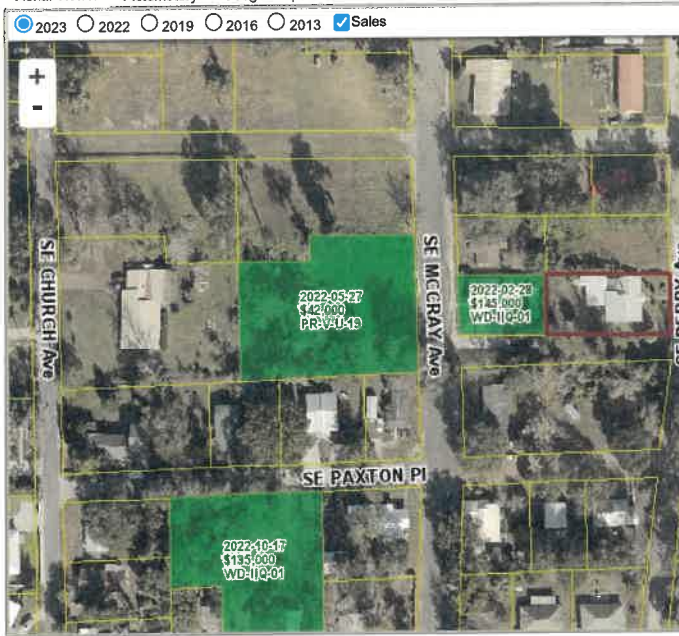 2023 2022 2019 2016 2013 Sales
+
-
SE CHURCH Ave
SE MCCRAY Ave
2022-05-27
$42,000
PR-V-U-19
2022-02-28
$145,000
WD-I|Q-01
SE PAXTON Pl
2022-10-17
$135,000
WD-I|Q-01